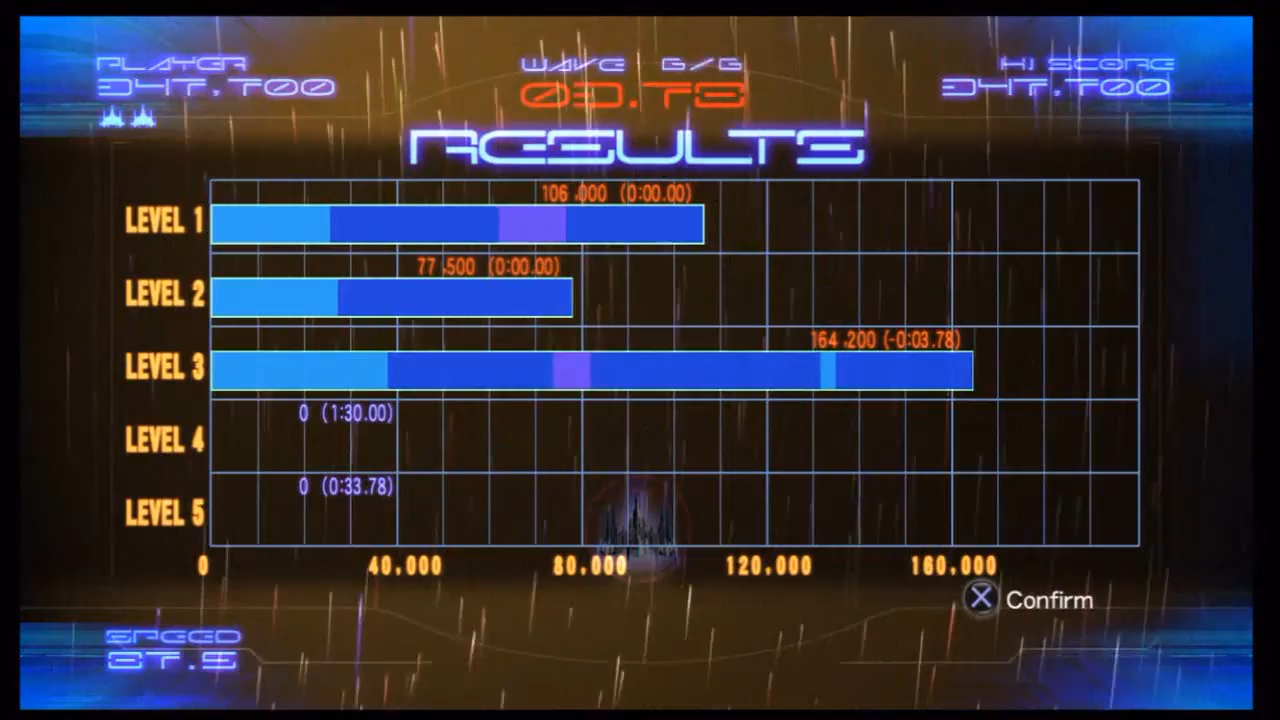 PLAYER
347,700
WAVE 6/6
03.78
HI SCORE
347,700
RESULTS
LEVEL 1
106,000 (0:00.00)
LEVEL 2
77,500 (0:00.00)
LEVEL 3
164,200 (-0:03.78)
LEVEL 4
0 (1:30.00)
LEVEL 5
0 (0:33.78)
0 40,000 80,000 120,000 160,000
Confirm
SPEED
87.5